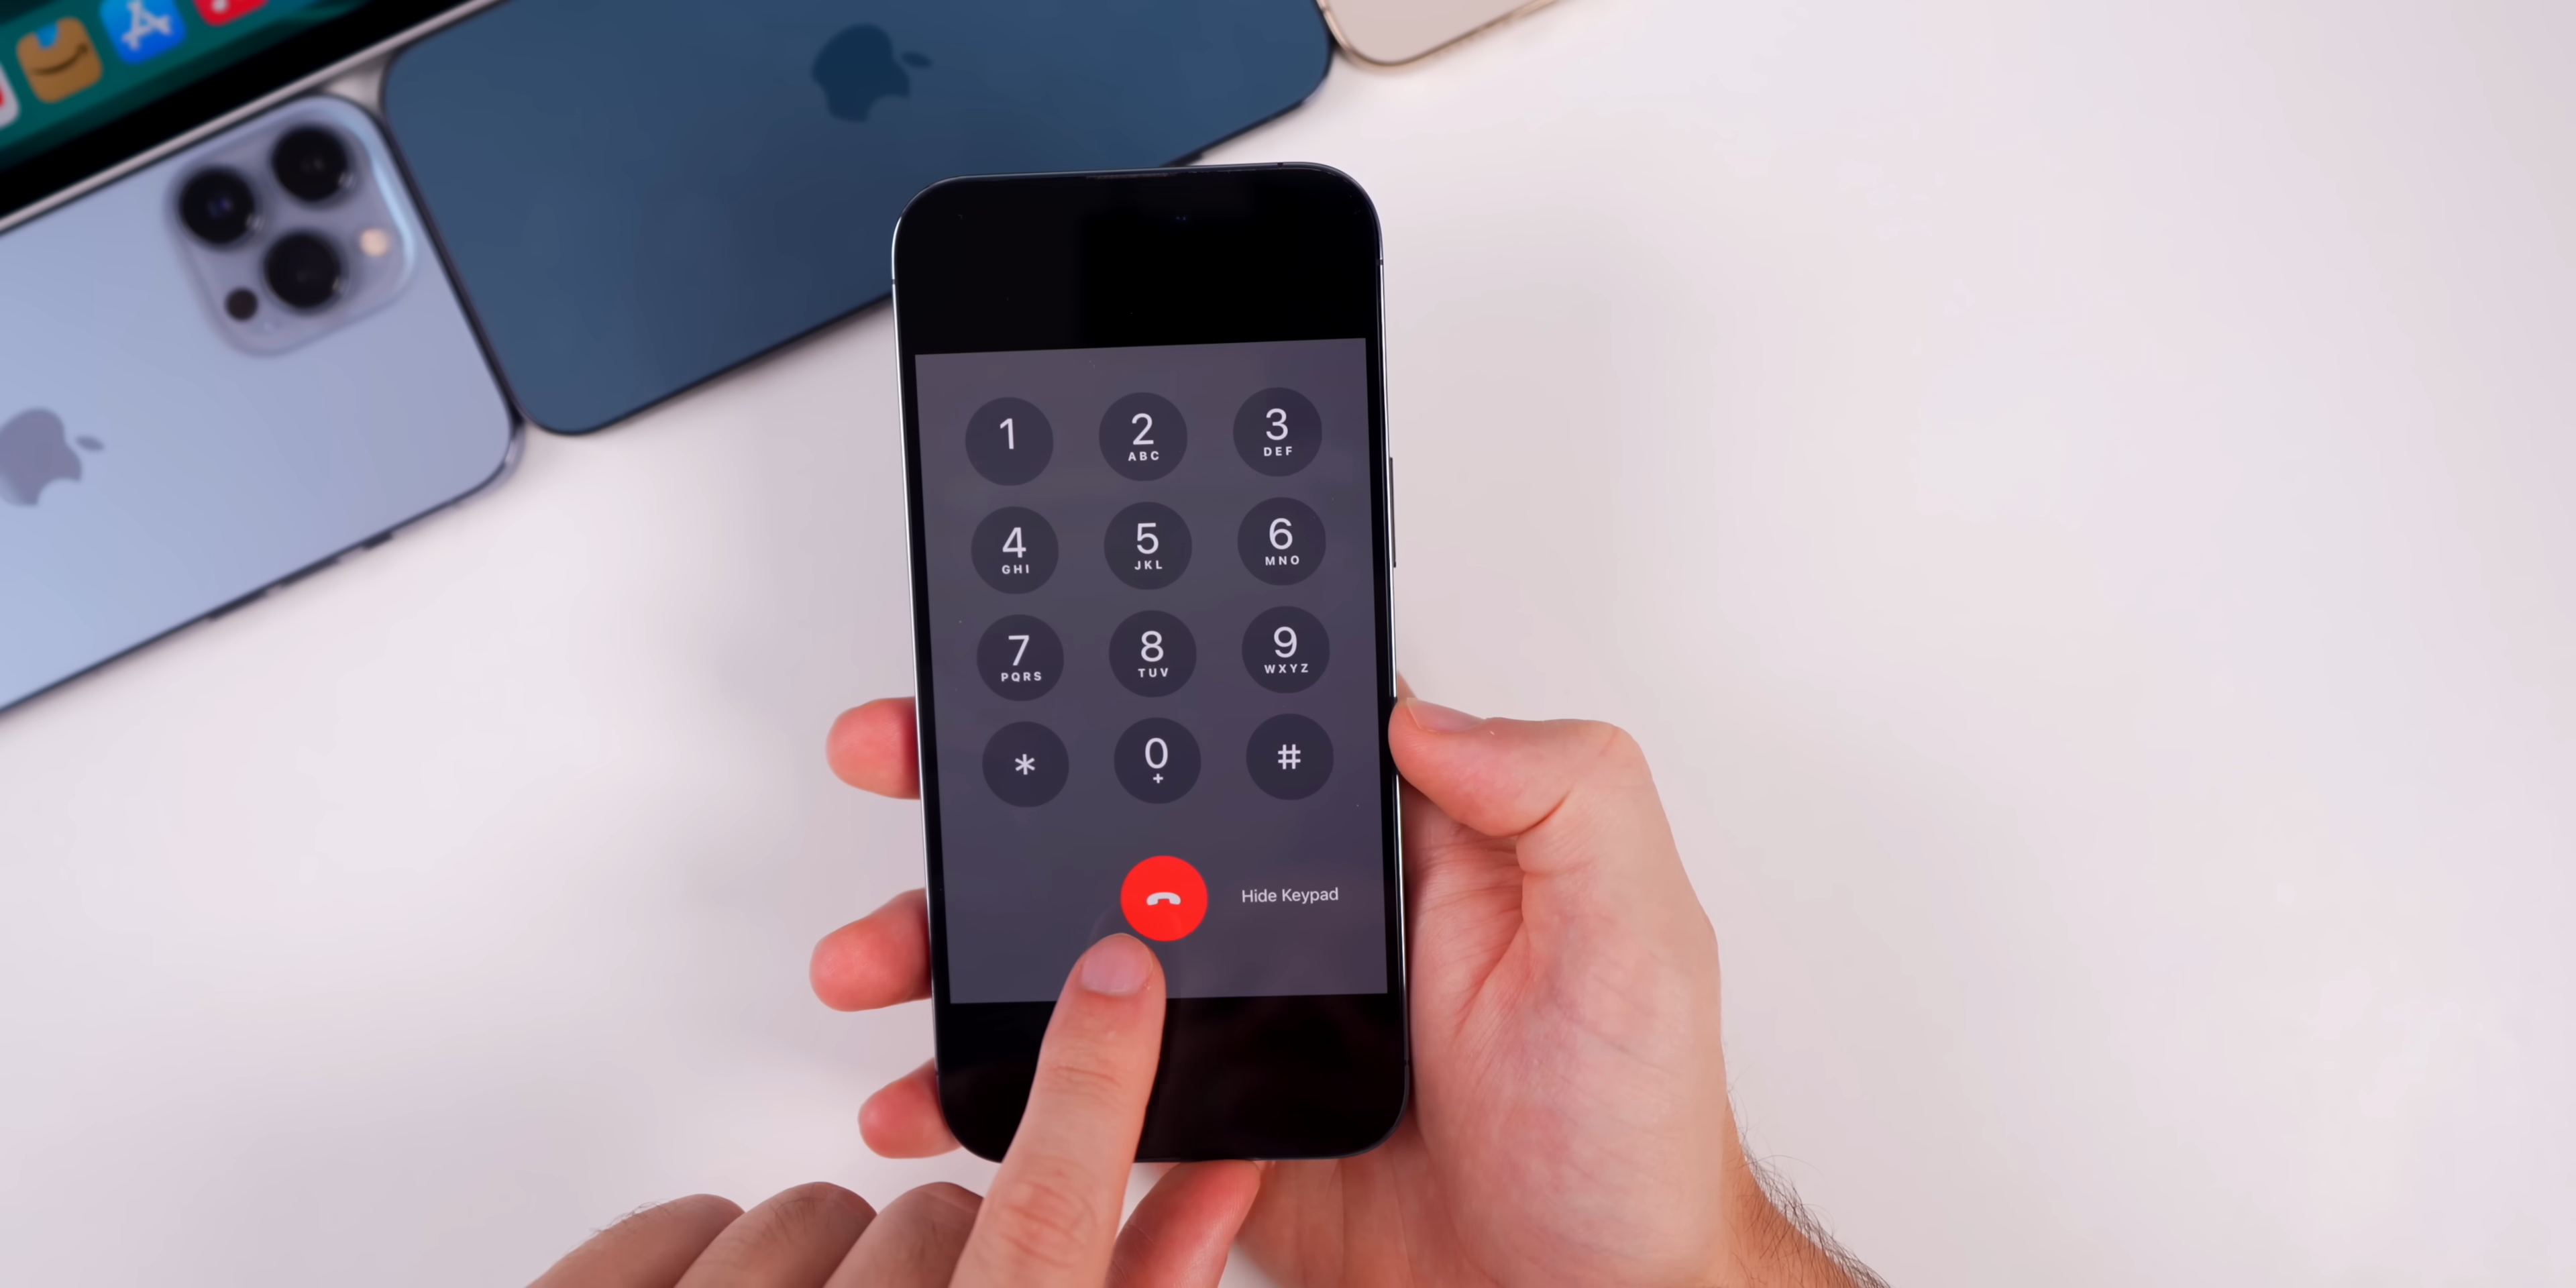 1 2 3
ABC DEF
4 5 6
GHI JKL MNO
7 8 9
PQRS TUV WXYZ
* 0 #
+
Hide Keypad